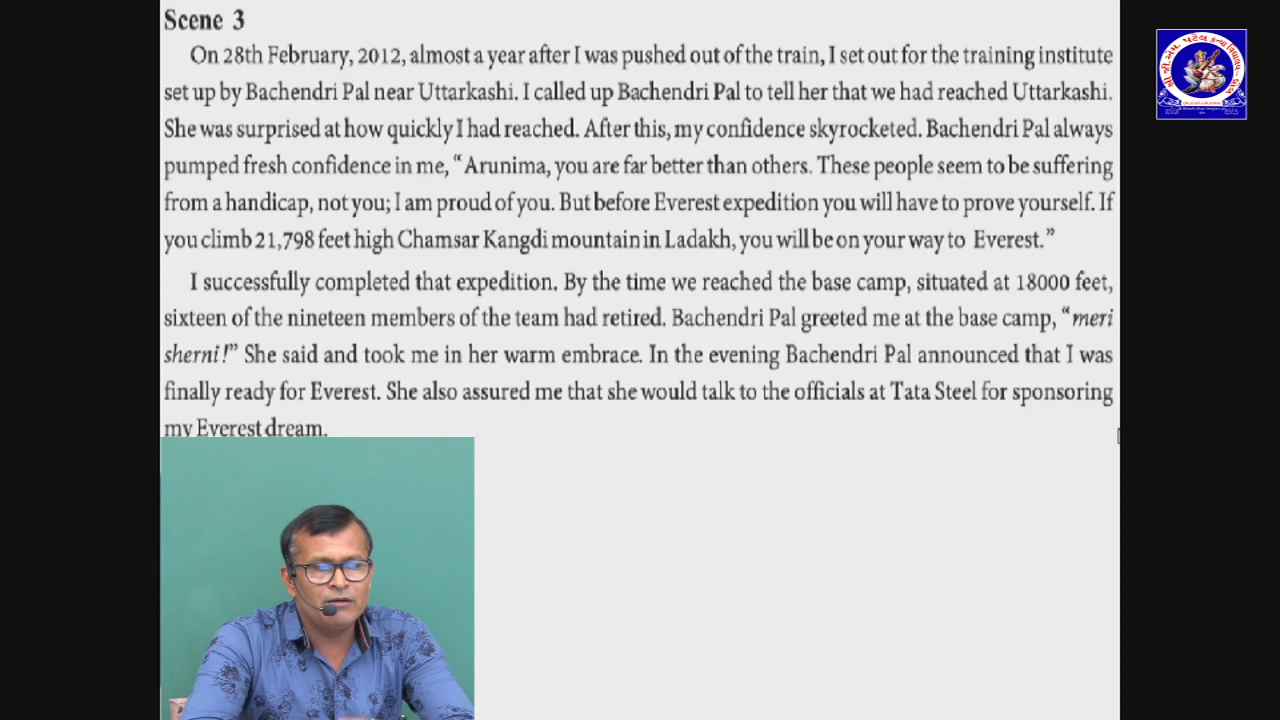 Scene 3
On 28th February, 2012, almost a year after I was pushed out of the train, I set out for the training institute
set up by Bachendri Pal near Uttarkashi. I called up Bachendri Pal to tell her that we had reached Uttarkashi.
She was surprised at how quickly I had reached. After this, my confidence skyrocketed. Bachendri Pal always
pumped fresh confidence in me, “Arunima, you are far better than others. These people seem to be suffering
from a handicap, not you; I am proud of you. But before Everest expedition you will have to prove yourself. If
you climb 21,798 feet high Chamsar Kangdi mountain in Ladakh, you will be on your way to Everest.”
I successfully completed that expedition. By the time we reached the base camp, situated at 18000 feet,
sixteen of the nineteen members of the team had retired. Bachendri Pal greeted me at the base camp, “meri
sherni!” She said and took me in her warm embrace. In the evening Bachendri Pal announced that I was
finally ready for Everest. She also assured me that she would talk to the officials at Tata Steel for sponsoring
my Everest dream.